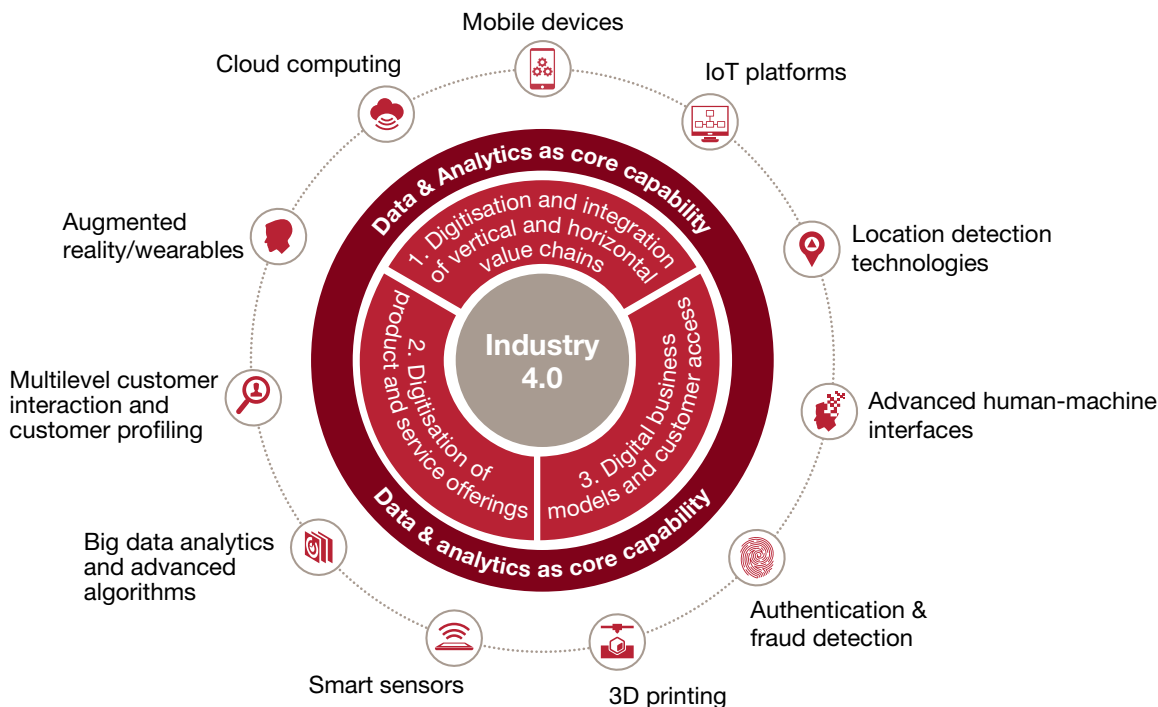 Mobile devices
Cloud computing
IoT platforms
Data & Analytics as core capability
1. Digitisation and integration
of vertical and horizontal
value chains
Augmented
reality/wearables
Location detection
technologies
Industry
4.0
2. Digitisation of
product and service offerings
3. Digital business
models and customer access
Multilevel customer
interaction and
customer profiling
Advanced human-machine
interfaces
Data & analytics as core capability
Big data analytics
and advanced
algorithms
Authentication &
fraud detection
Smart sensors
3D printing